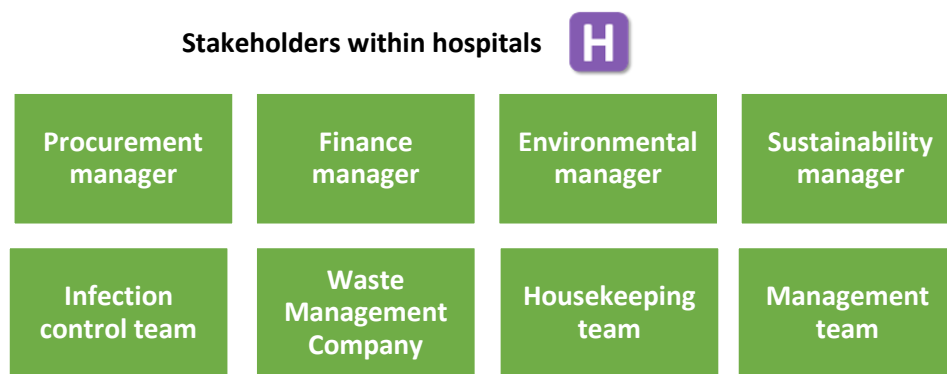 Stakeholders within hospitals H
Procurement
manager
Finance
manager
Environmental
manager
Sustainability
manager
Infection
control team
Waste
Management
Company
Housekeeping
team
Management
team